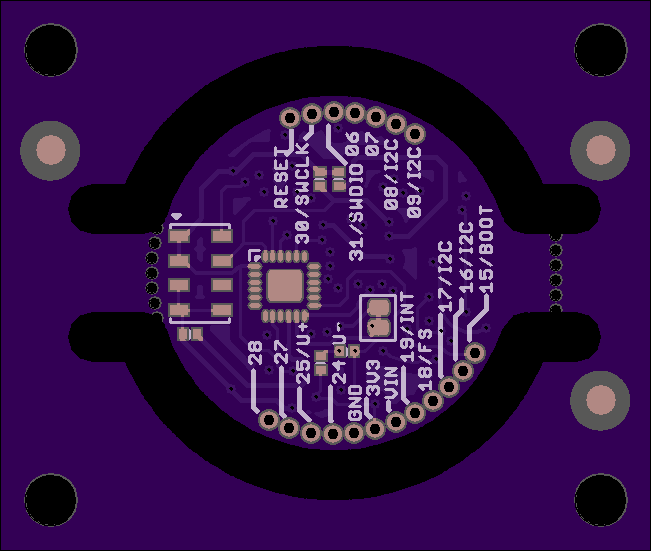 RESET
30/SWCLK
31/SWDIO
06
07
08/I2C
09/I2C
28
27
25/U+
24/U-
GND
3V3
VIN
19/INT
18/FS
17/I2C
16/I2C
15/BOOT